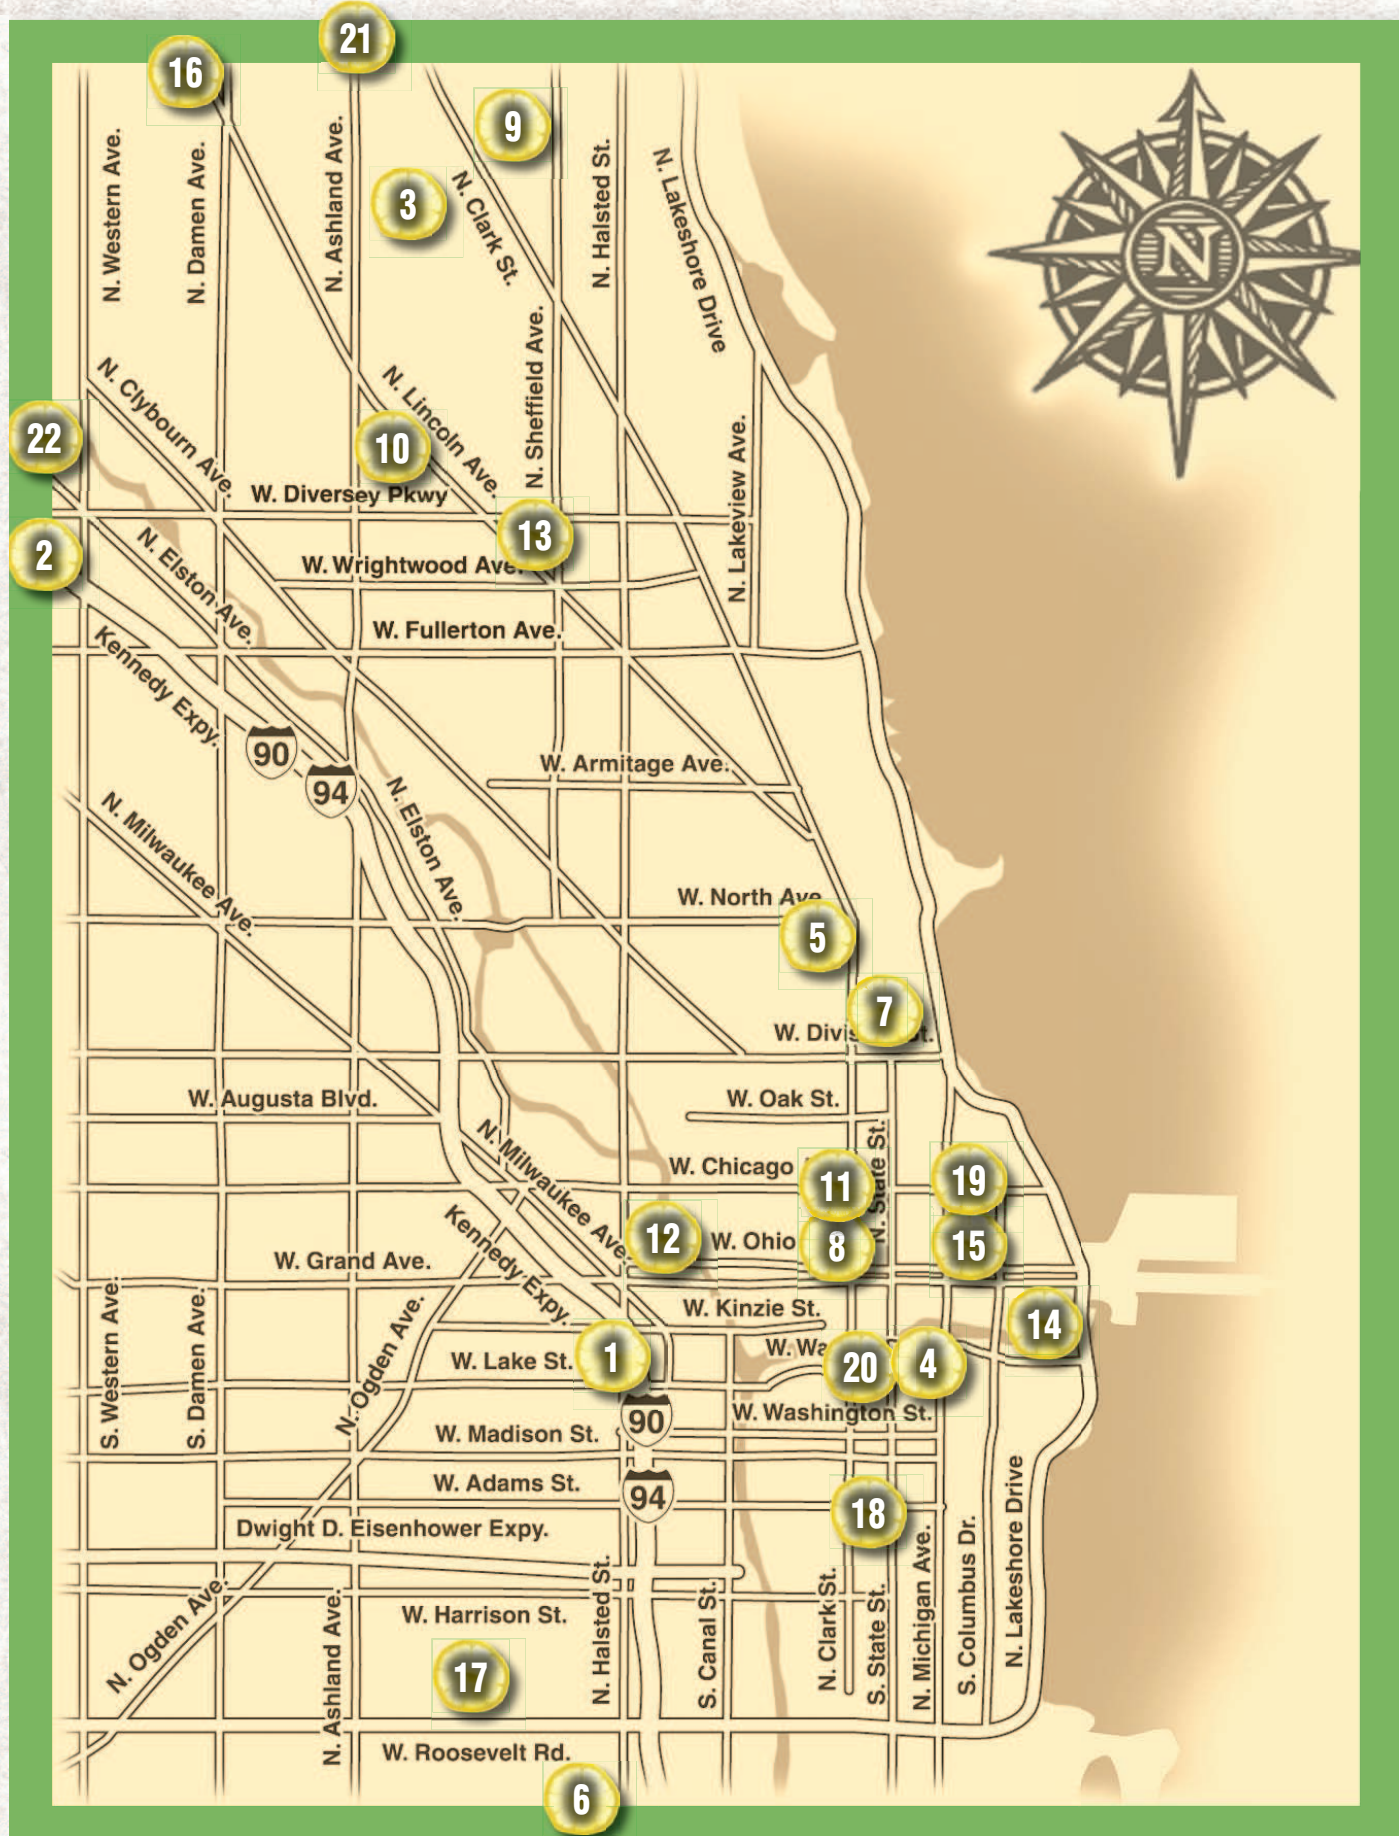 21
16
9
3
N. Western Ave.
N. Damen Ave.
N. Ashland Ave.
N. Clark St.
N. Halsted St.
N. Lakeshore Drive
N
N. Sheffield Ave.
N. Clybourn Ave.
N. Lincoln Ave.
22
10
N. Lakeview Ave.
W. Diversey Pkwy
13
2
N. Elston Ave.
W. Wrightwood Ave.
W. Fullerton Ave.
Kennedy Expy.
90
94
W. Armitage Ave.
N. Elston Ave.
N. Milwaukee Ave.
W. North Ave
5
7
W. Division St.
W. Augusta Blvd.
W. Oak St.
N. Milwaukee Ave.
W. Chicago
11
N. State St.
19
Kennedy Expy.
12
W. Ohio
8
15
W. Grand Ave.
S. Western Ave.
S. Damen Ave.
N. Ogden Ave.
W. Kinzie St.
14
1
W. Lake St.
W. Wa
20
4
90
W. Washington St.
W. Madison St.
W. Adams St.
94
18
Dwight D. Eisenhower Expy.
N. Ogden Ave.
N. Ashland Ave.
W. Harrison St.
N. Halsted St.
S. Canal St.
N. Clark St.
S. State St.
N. Michigan Ave.
S. Columbus Dr.
N. Lakeshore Drive
17
W. Roosevelt Rd.
6